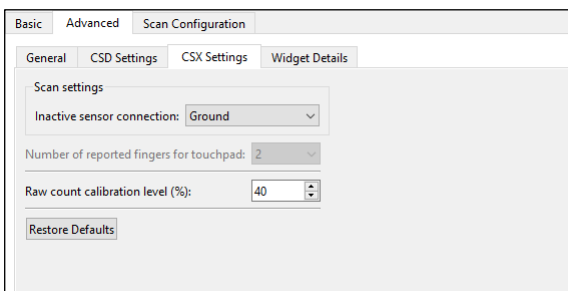 Basic Advanced Scan Configuration
General CSD Settings CSX Settings Widget Details
Scan settings
Inactive sensor connection: Ground
Number of reported fingers for touchpad: 2
Raw count calibration level (%): 40
Restore Defaults